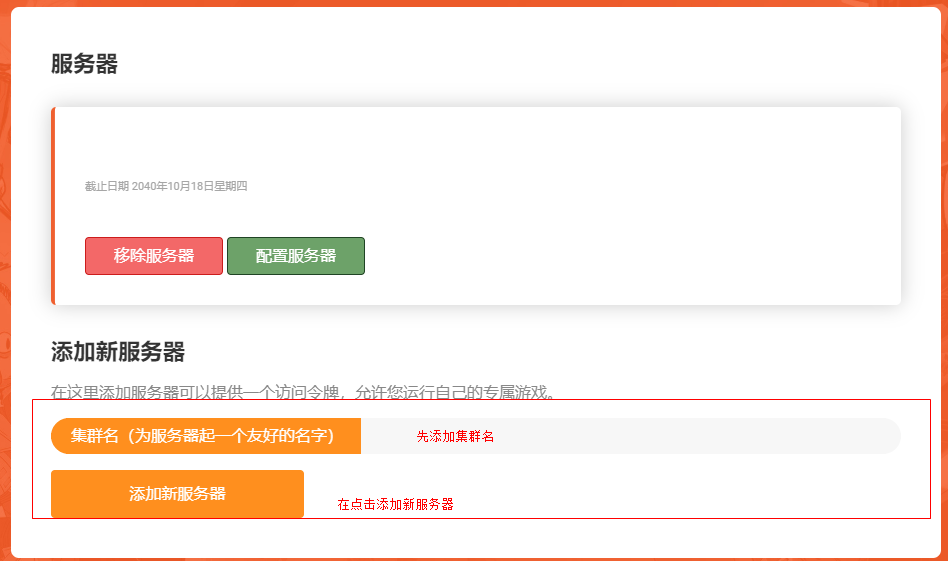 服务器
截止日期 2040年10月18日星期四
移除服务器 配置服务器
添加新服务器
在这里添加服务器可以提供一个访问令牌，允许您运行自己的专属游戏。
集群名（为服务器起一个友好的名字） 先添加集群名
添加新服务器 在点击添加新服务器